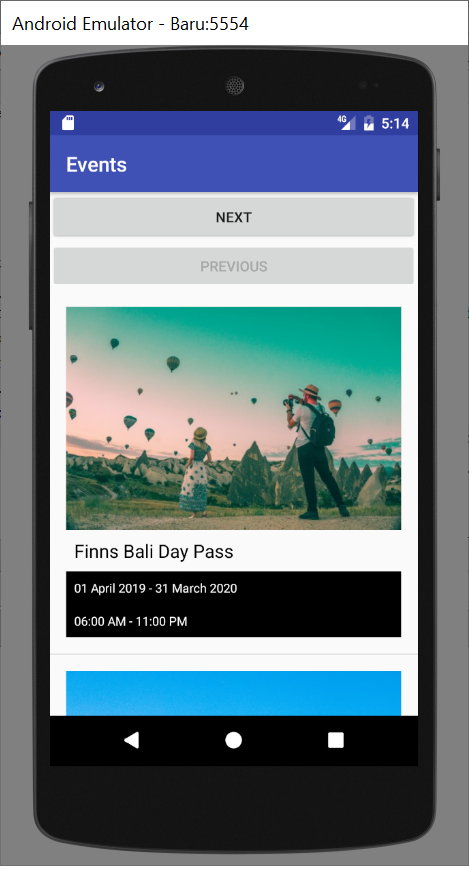 Android Emulator - Baru:5554
4G 5:14
Events
NEXT
PREVIOUS
Finns Bali Day Pass
01 April 2019 - 31 March 2020
06:00 AM - 11:00 PM